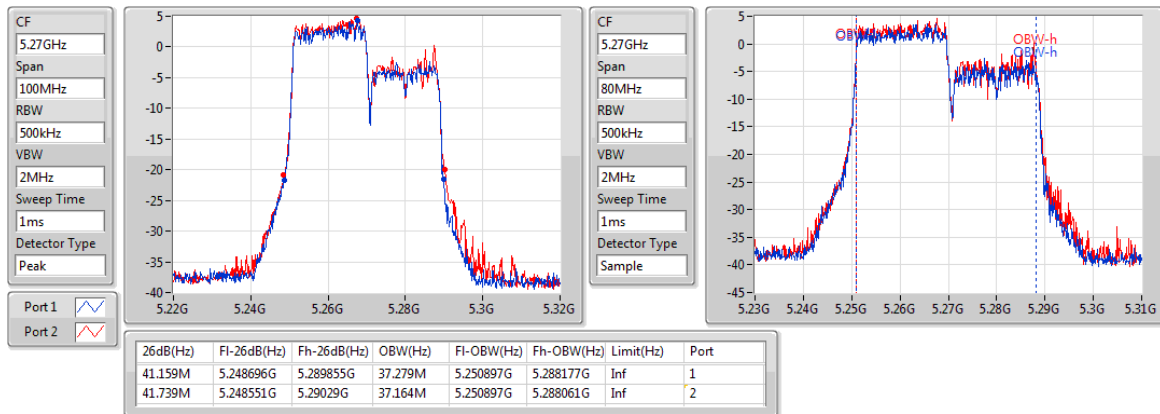 CF
5.27GHz
Span
100MHz
RBW
500kHz
VBW
2MHz
Sweep Time
1ms
Detector Type
Peak
Port 1
Port 2
5
0
-5
-10
-15
-20
-25
-30
-35
-40
5.22G 5.24G 5.26G 5.28G 5.3G 5.32G
CF
5.27GHz
Span
80MHz
RBW
500kHz
VBW
2MHz
Sweep Time
1ms
Detector Type
Sample
5
0
-5
-10
-15
-20
-25
-30
-35
-40
-45
OBW-h
OBW-h
5.23G 5.24G 5.25G 5.26G 5.27G 5.28G 5.29G 5.3G 5.31G
26dB(Hz) Fl-26dB(Hz) Fh-26dB(Hz) OBW(Hz) Fl-OBW(Hz) Fh-OBW(Hz) Limit(Hz) Port
41.159M 5.248696G 5.289855G 37.279M 5.250897G 5.288177G Inf 1
41.739M 5.248551G 5.29029G 37.164M 5.250897G 5.288061G Inf 2